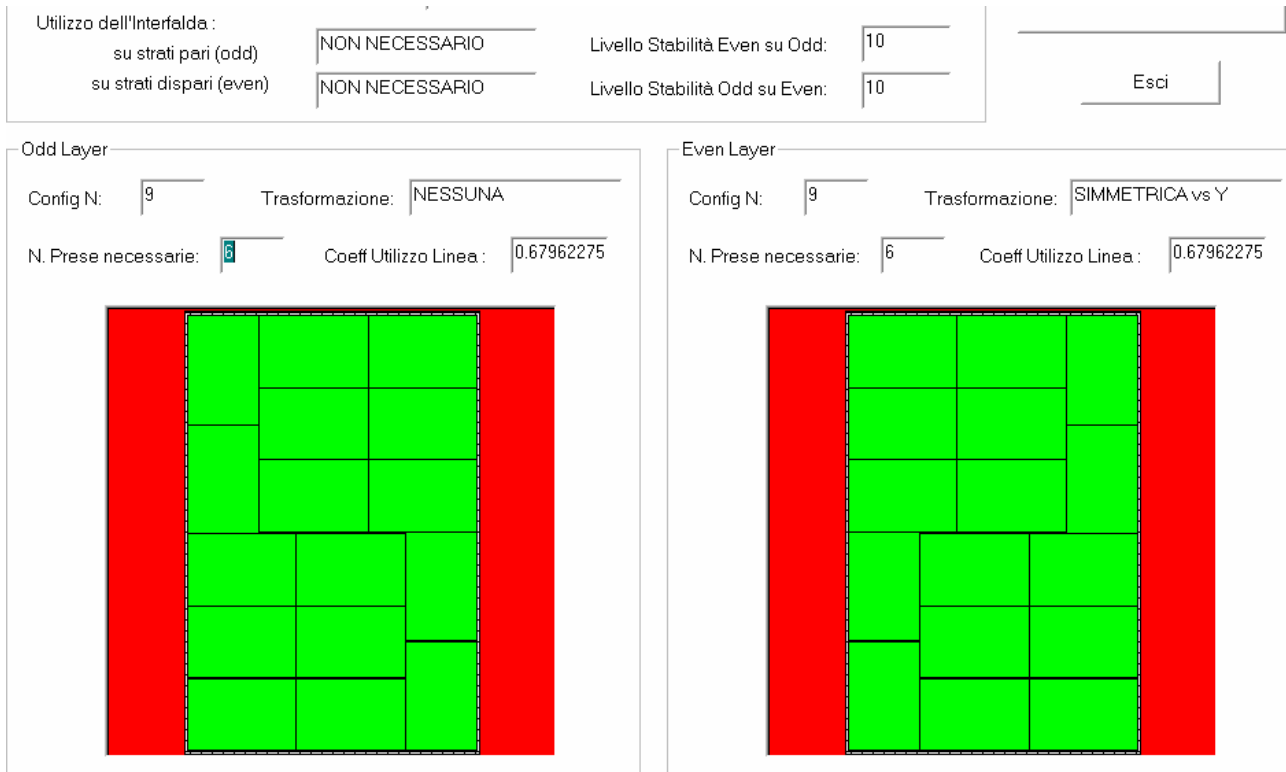 Utilizzo dell'Interfalda :
su strati pari (odd) NON NECESSARIO Livello Stabilità Even su Odd: 10
su strati dispari (even) NON NECESSARIO Livello Stabilità Odd su Even: 10
Esci
Odd Layer
Config N: 9 Trasformazione: NESSUNA
N. Prese necessarie: 6 Coeff Utilizzo Linea : 0.67962275
Even Layer
Config N: 9 Trasformazione: SIMMETRICA vs Y
N. Prese necessarie: 6 Coeff Utilizzo Linea : 0.67962275